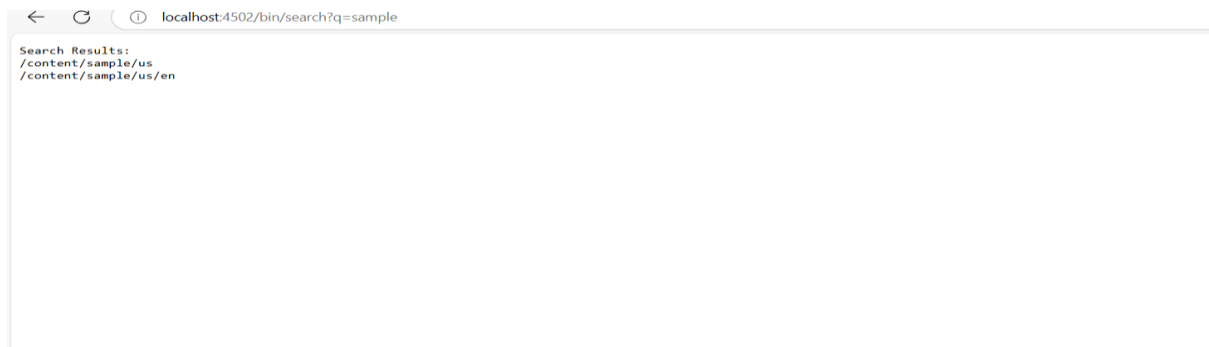 localhost:4502/bin/search?q=sample
Search Results:
/content/sample/us
/content/sample/us/en